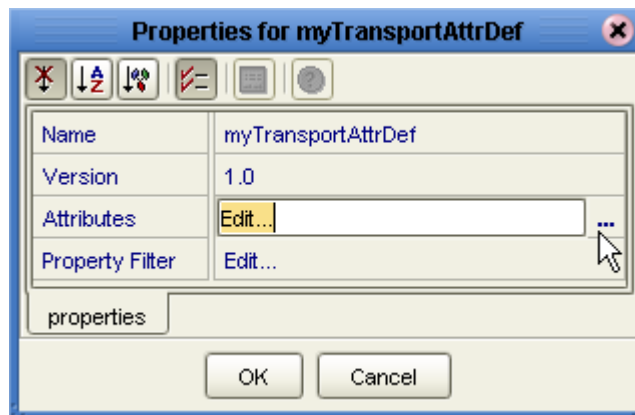 Properties for myTransportAttrDef
Name myTransportAttrDef
Version 1.0
Attributes Edit... ...
Property Filter Edit...
properties
OK Cancel